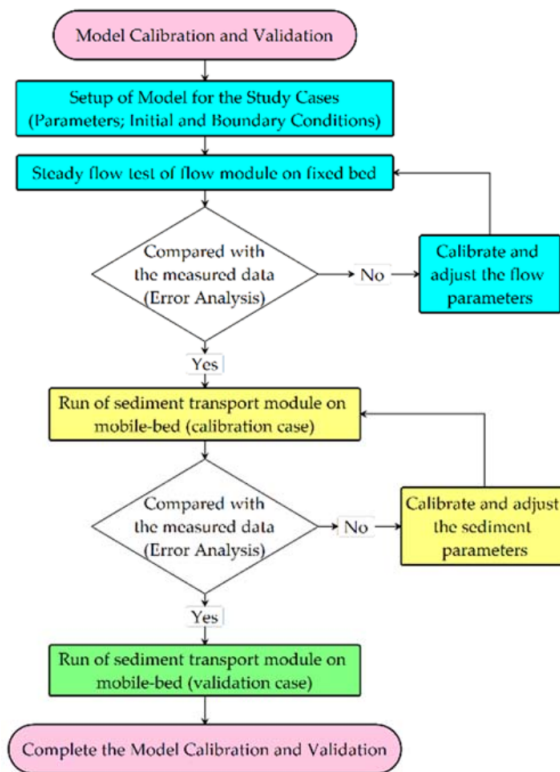 Model Calibration and Validation
Setup of Model for the Study Cases
(Parameters; Initial and Boundary Conditions)
Steady flow test of flow module on fixed bed
Compared with
the measured data
(Error Analysis)
No
Calibrate and
adjust the flow
parameters
Yes
Run of sediment transport module on
mobile-bed (calibration case)
Compared with
the measured data
(Error Analysis)
No
Calibrate and adjust
the sediment
parameters
Yes
Run of sediment transport module on
mobile-bed (validation case)
Complete the Model Calibration and Validation